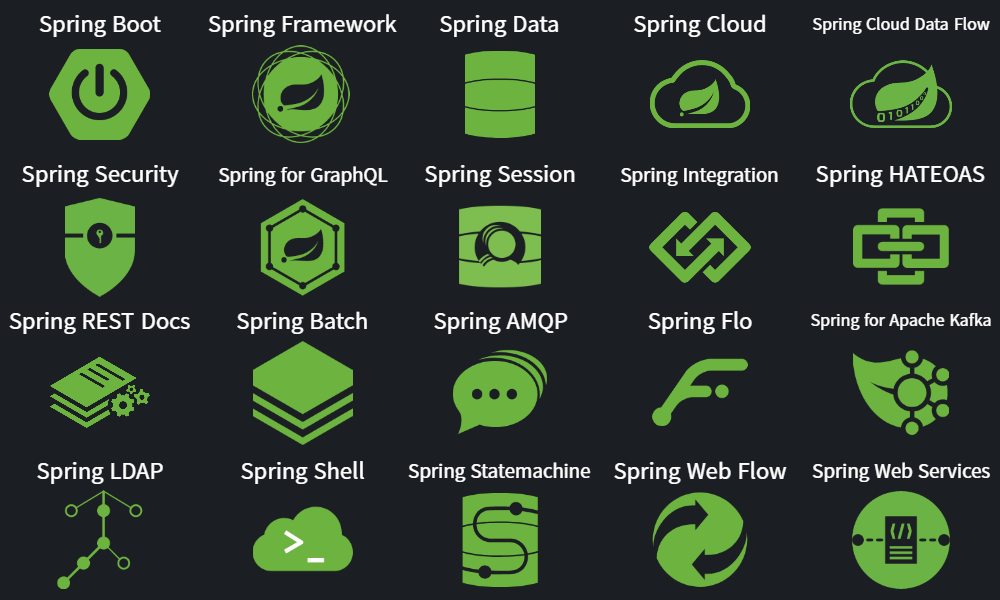 Spring Boot
Spring Framework
Spring Data
Spring Cloud
Spring Cloud Data Flow
010110001
Spring Security
Spring for GraphQL
Spring Session
Spring Integration
Spring HATEOAS
Spring REST Docs
Spring Batch
Spring AMQP
Spring Flo
Spring for Apache Kafka
Spring LDAP
Spring Shell
Spring Statemachine
Spring Web Flow
Spring Web Services
>_
</>